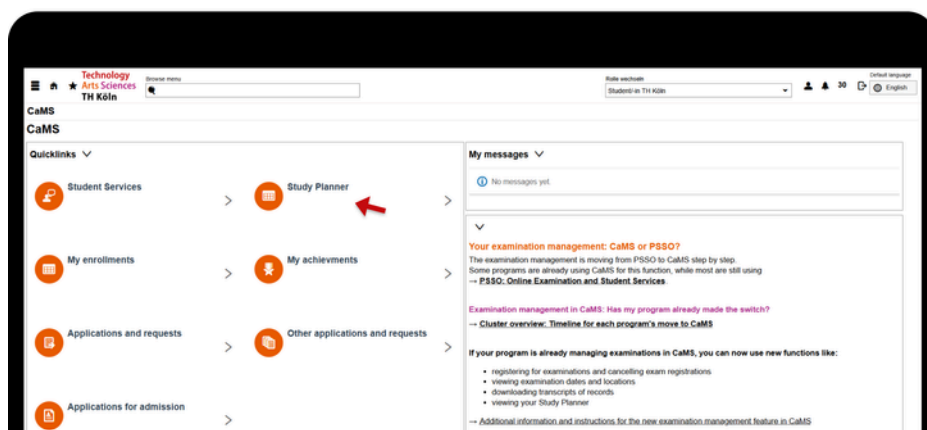 Technology
Arts Sciences
TH Köln
Browse menu
Rolle wechseln
Student/-in TH Köln
30
Default language
English
CaMS
CaMS
Quicklinks
Student Services
Study Planner
My enrollments
My achievments
Applications and requests
Other applications and requests
Applications for admission
My messages
No messages yet.
Your examination management: CaMS or PSSO?
The examination management is moving from PSSO to CaMS step by step.
Some programs are already using CaMS for this function, while most are still using
→ PSSO: Online Examination and Student Services.
Examination management in CaMS: Has my program already made the switch?
→ Cluster overview: Timeline for each program's move to CaMS
If your program is already managing examinations in CaMS, you can now use new functions like:
• registering for examinations and cancelling exam registrations
• viewing examination dates and locations
• downloading transcripts of records
• viewing your Study Planner
→ Additional information and instructions for the new examination management feature in CaMS